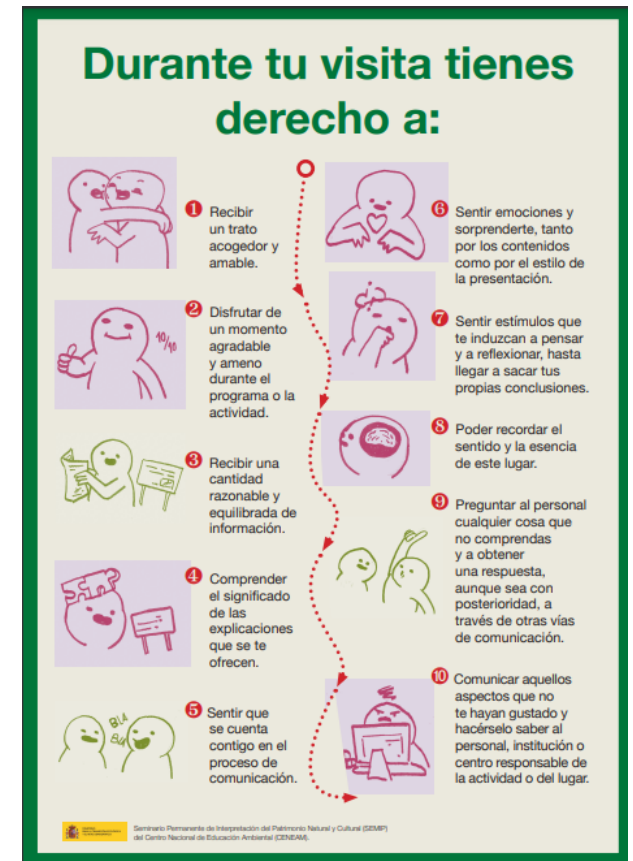 Durante tu visita tienes
derecho a:
1 Recibir
un trato
acogedor y
amable.
2 Disfrutar de
un momento
agradable
y ameno
durante el
programa o la
actividad.
10/10
3 Recibir una
cantidad
razonable y
equilibrada de
información.
4 Comprender
el significado
de las
explicaciones
que se te
ofrecen.
5 Sentir que
se cuenta
contigo en el
proceso de
comunicación.
BLA
BLA
6 Sentir emociones y
sorprenderte, tanto
por los contenidos
como por el estilo de
la presentación.
7 Sentir estímulos que
te induzcan a pensar
y a reflexionar, hasta
llegar a sacar tus
propias conclusiones.
8 Poder recordar el
sentido y la esencia
de este lugar.
9 Preguntar al personal
cualquier cosa que
no comprendas
y a obtener
una respuesta,
aunque sea con
posterioridad, a
través de otras vías
de comunicación.
10 Comunicar aquellos
aspectos que no
te hayan gustado y
hacérselo saber al
personal, institución o
centro responsable de
la actividad o del lugar.
Seminario Permanente de Interpretación del Patrimonio Natural y Cultural (SEMIP)
del Centro Nacional de Educación Ambiental (CENEAM).